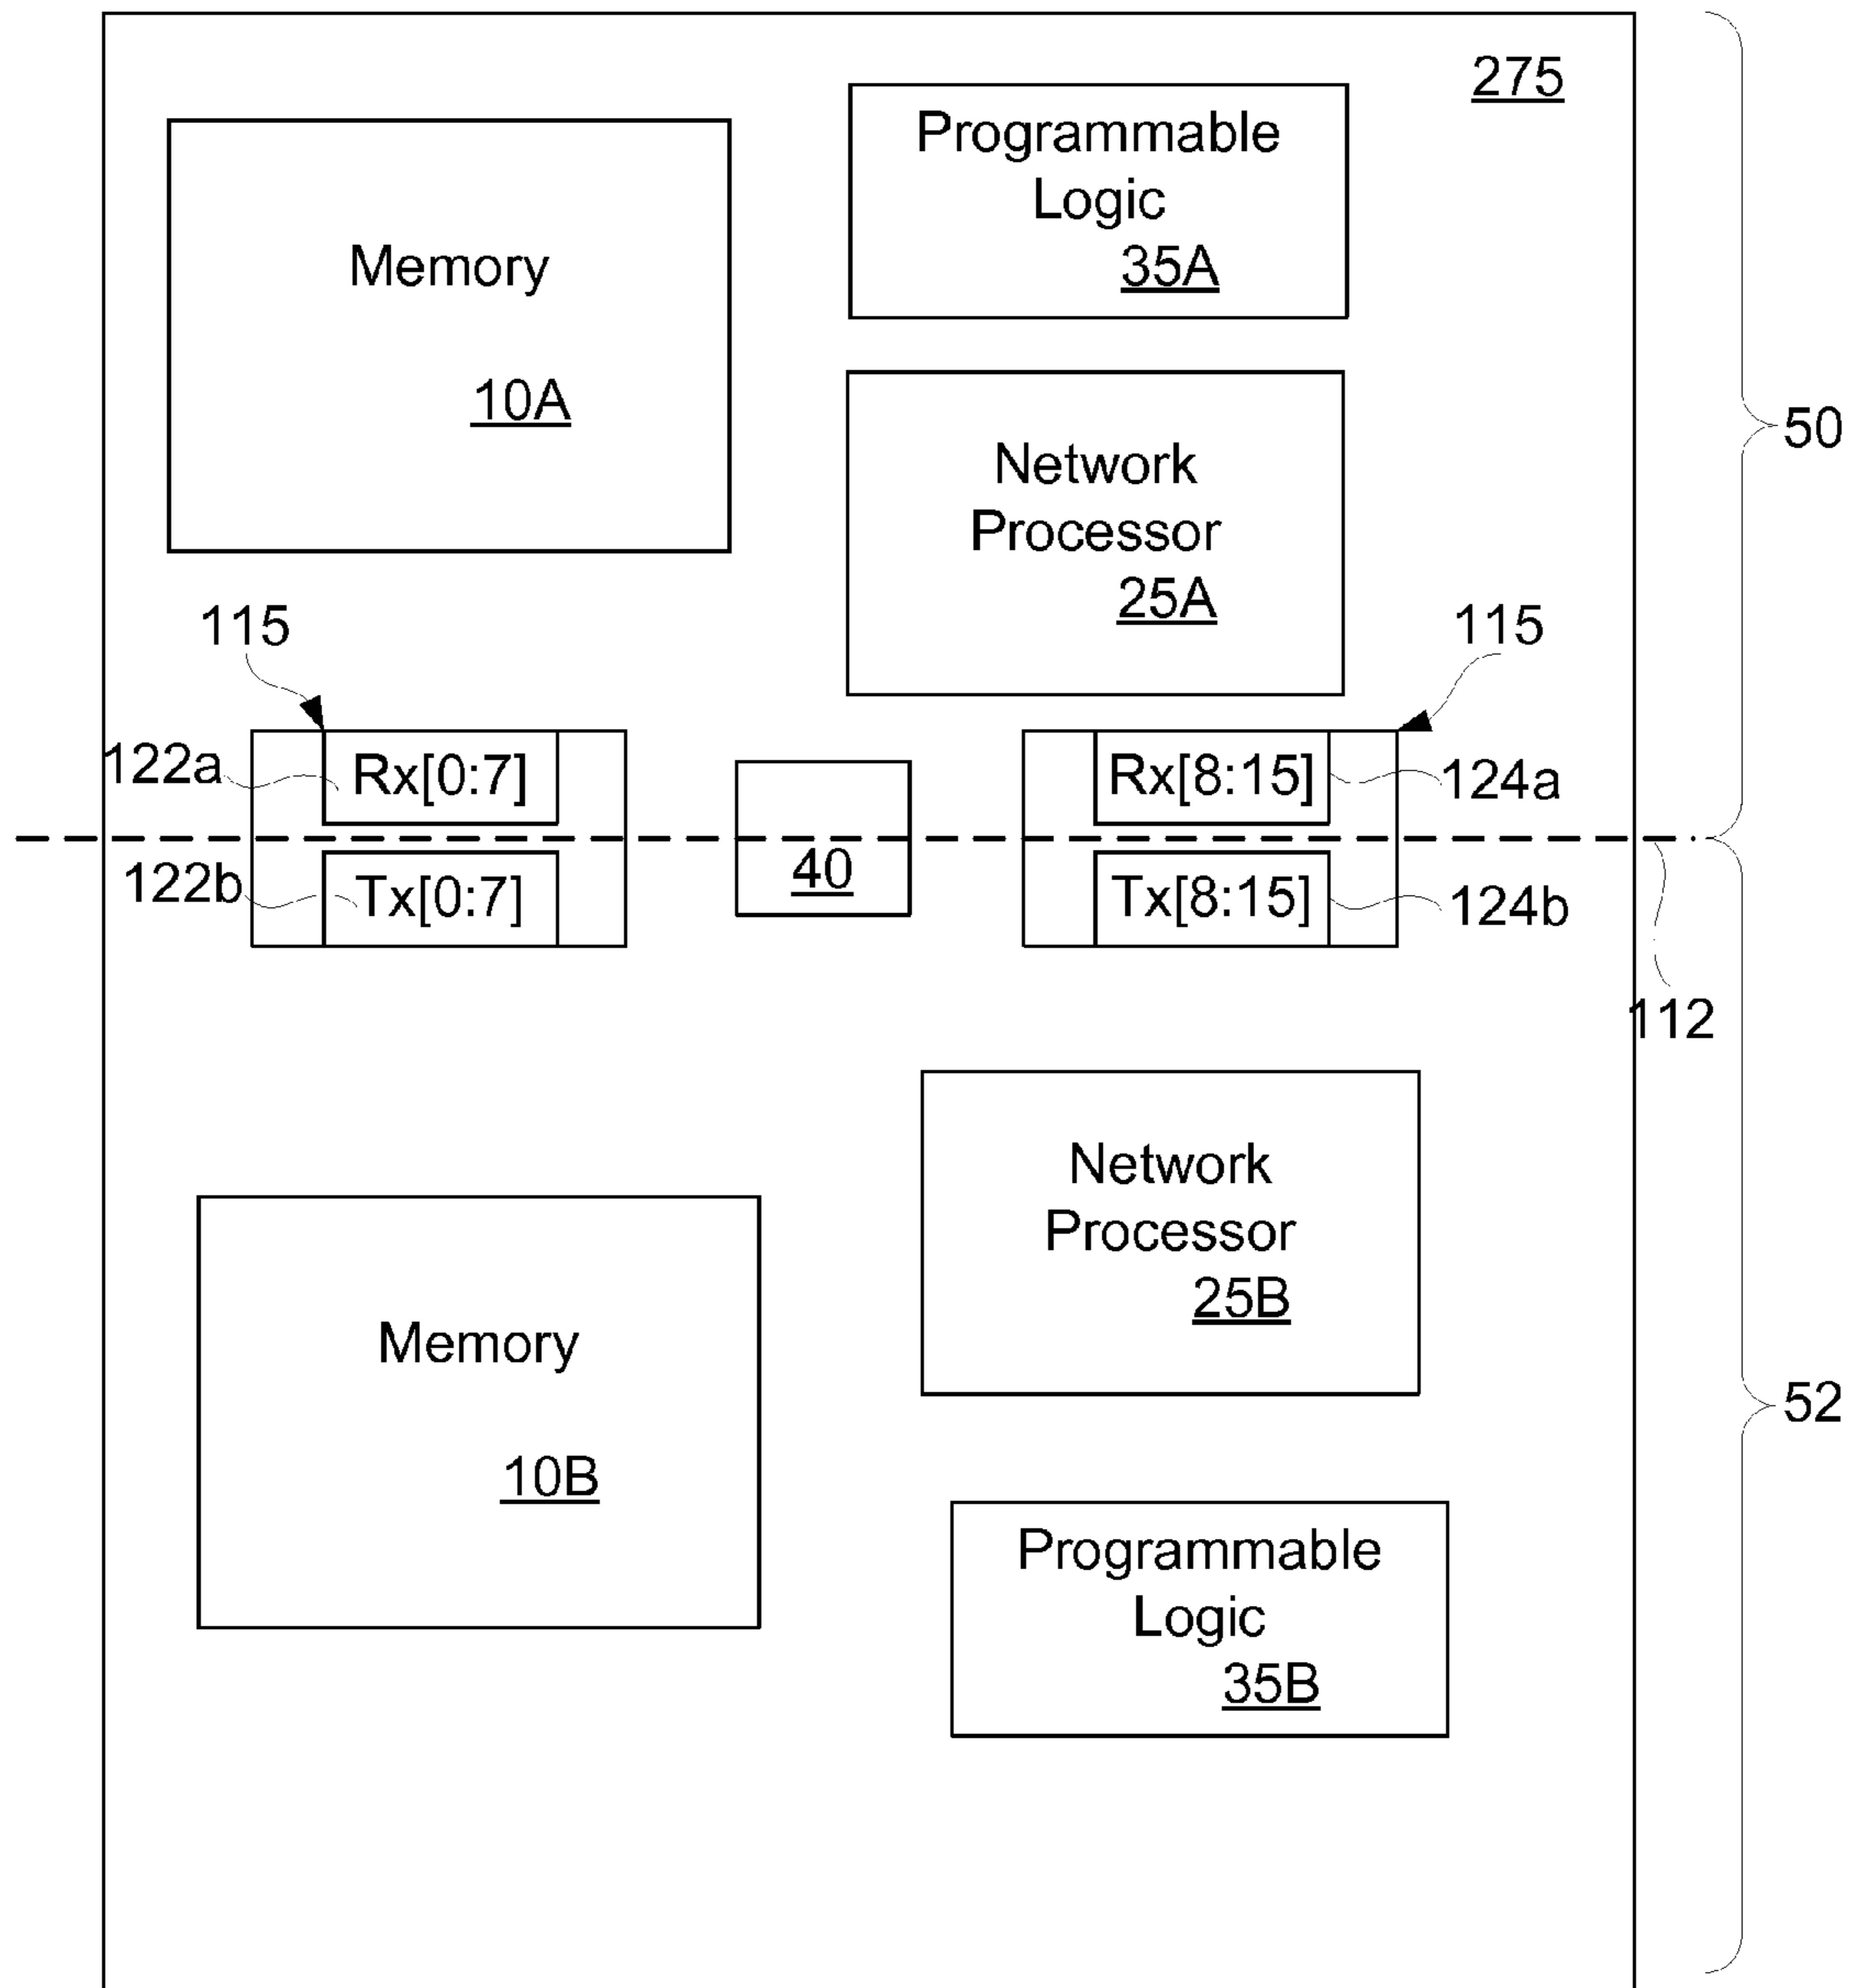 275
Programmable
Logic
35A
Memory
10A
50
Network
Processor
25A
115
115
122a
Rx[0:7]
Rx[8:15]
124a
40
122b
Tx[0:7]
Tx[8:15]
124b
112
Network
Processor
25B
Memory
10B
52
Programmable
Logic
35B